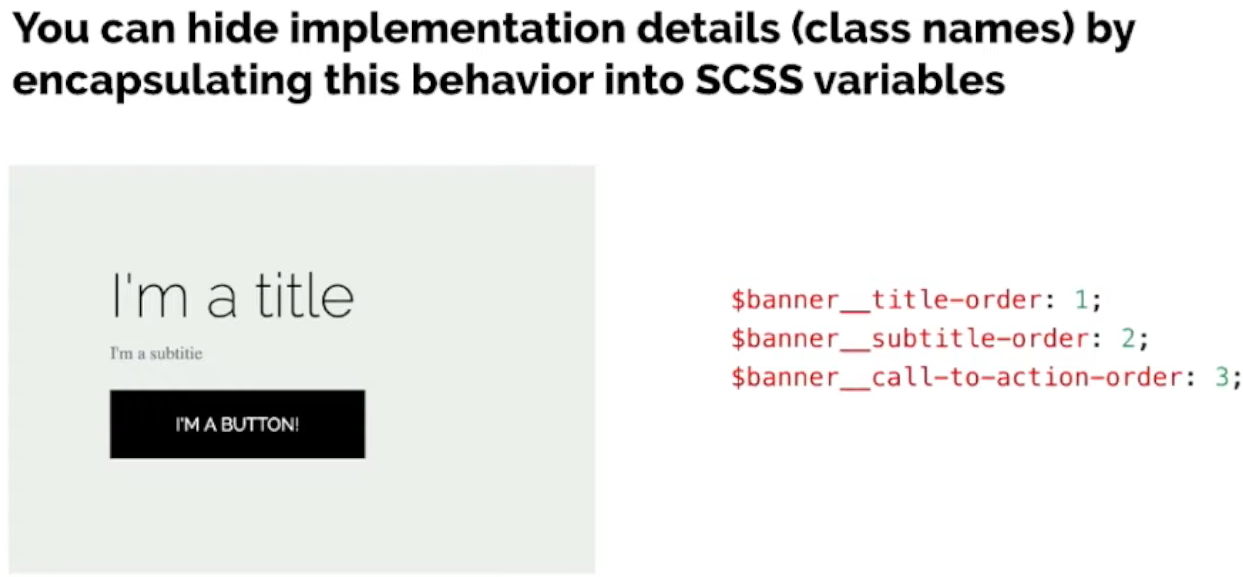 You can hide implementation details (class names) by
encapsulating this behavior into SCSS variables
I'm a title
I'm a subtitie
I'M A BUTTON!
$banner__title-order: 1;
$banner__subtitle-order: 2;
$banner__call-to-action-order: 3;